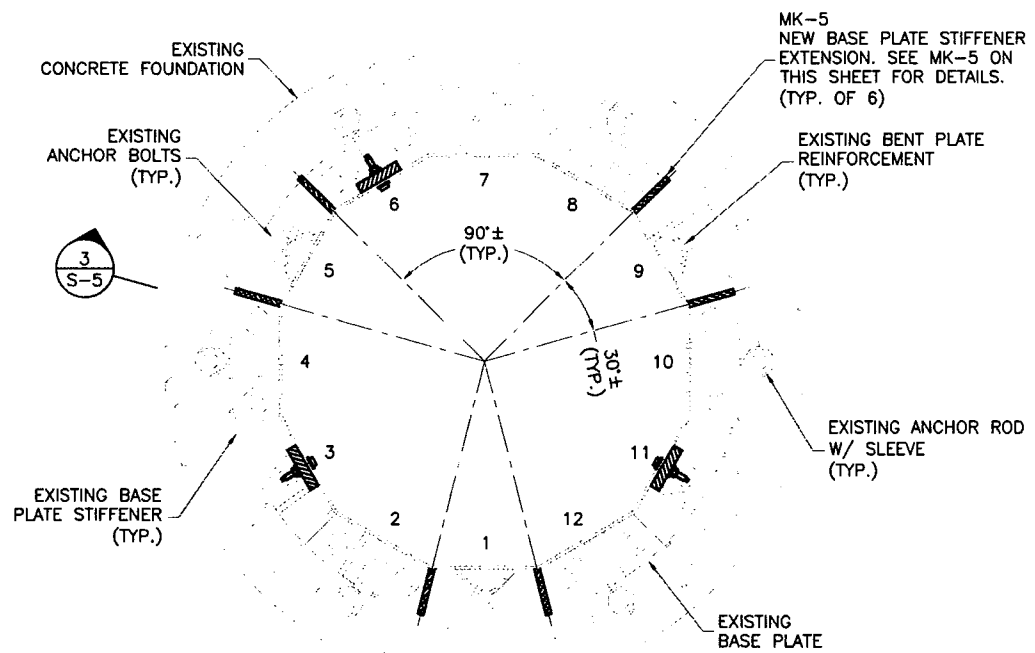 MK-5
NEW BASE PLATE STIFFENER
EXTENSION. SEE MK-5 ON
THIS SHEET FOR DETAILS.
(TYP. OF 6)
EXISTING
CONCRETE FOUNDATION
EXISTING
ANCHOR BOLTS
(TYP.)
EXISTING BENT PLATE
REINFORCEMENT
(TYP.)
7
6
8
90°±
(TYP.)
5
9
3
S-5
4
10
30°±
(TYP.)
EXISTING ANCHOR ROD
W/ SLEEVE
(TYP.)
3
11
EXISTING BASE
PLATE STIFFENER
(TYP.)
2
12
1
EXISTING
BASE PLATE